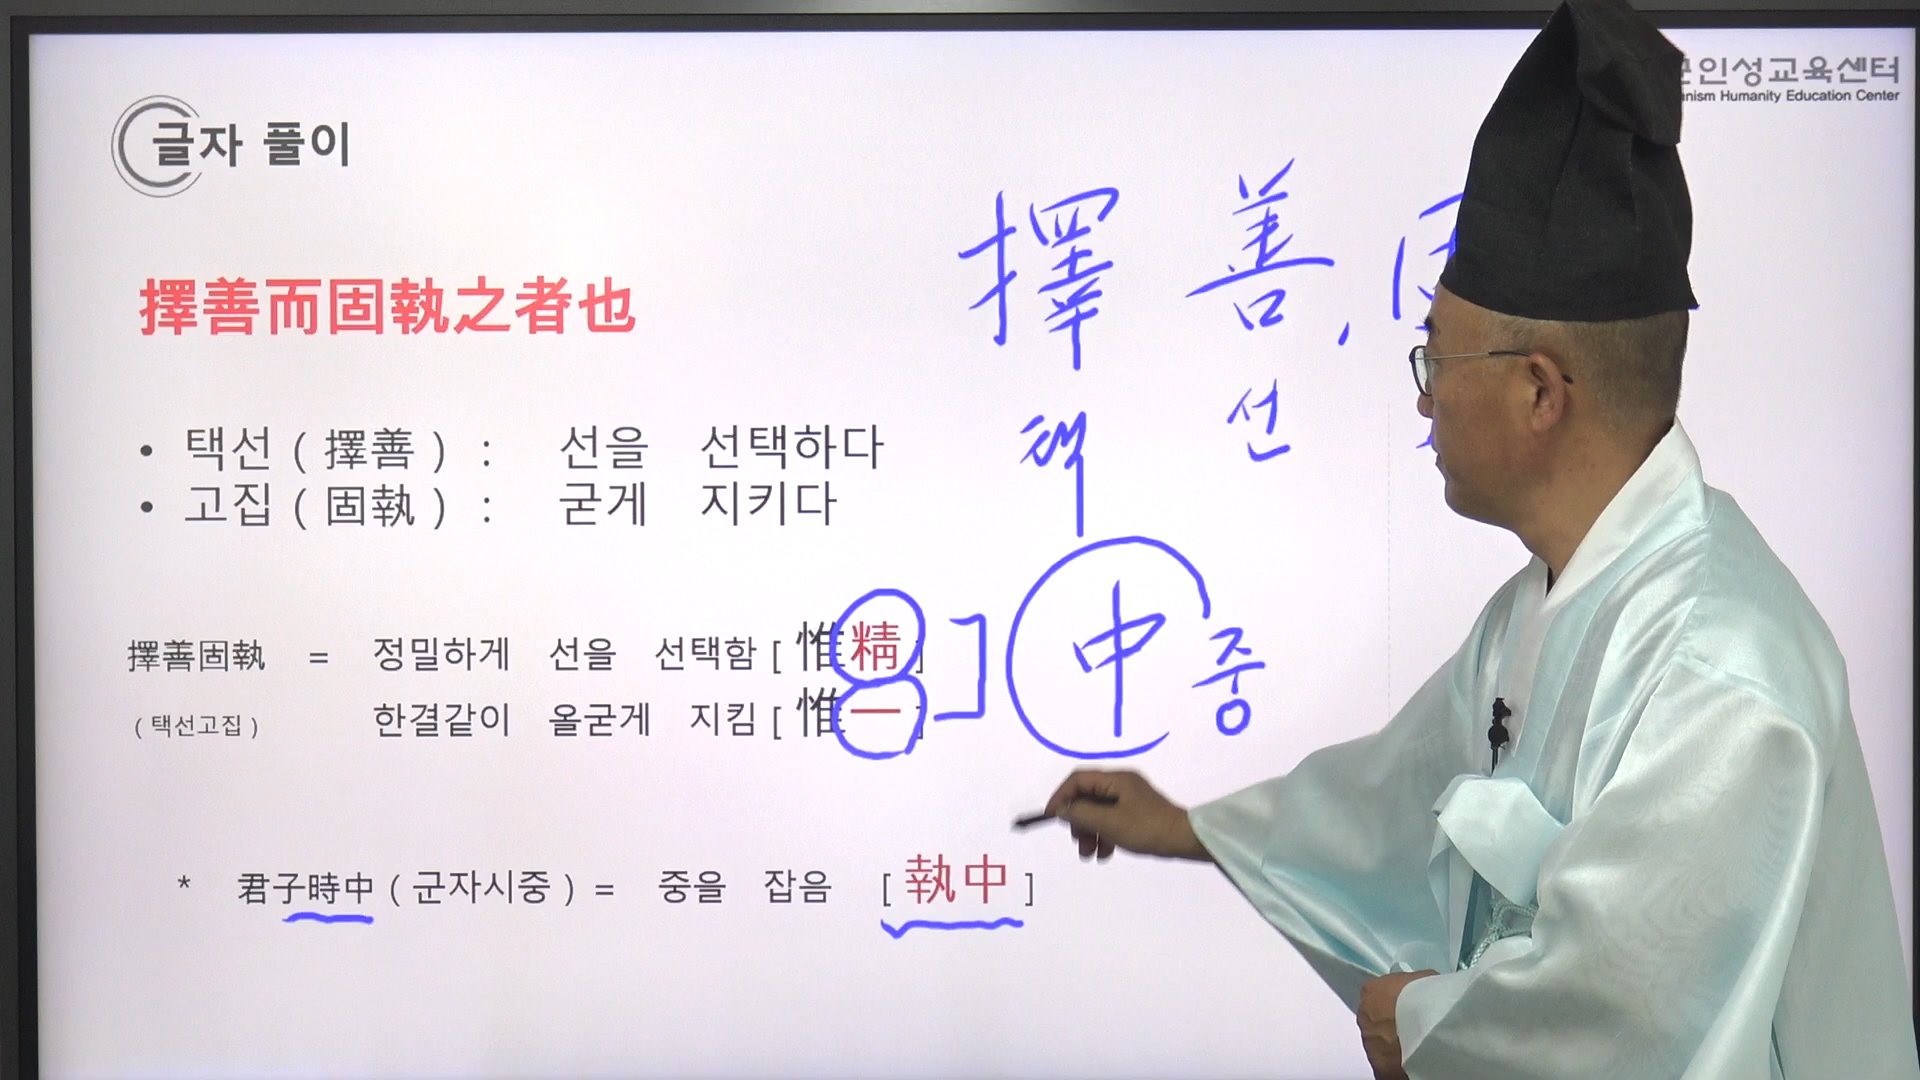 인성교육센터
Humanity Education Center
글자 풀이
擇善而固執之者也
• 택선 ( 擇善 ) : 선을 선택하다
• 고집 ( 固執 ) : 굳게 지키다
擇善固執 = 정밀하게 선을 선택함 [ 惟精 ]
( 택선고집 ) 한결같이 올굳게 지킴 [ 惟一 ]
* 君子時中 ( 군자시중 ) = 중을 잡음 [ 執中 ]
擇 善,
택 선
中 중